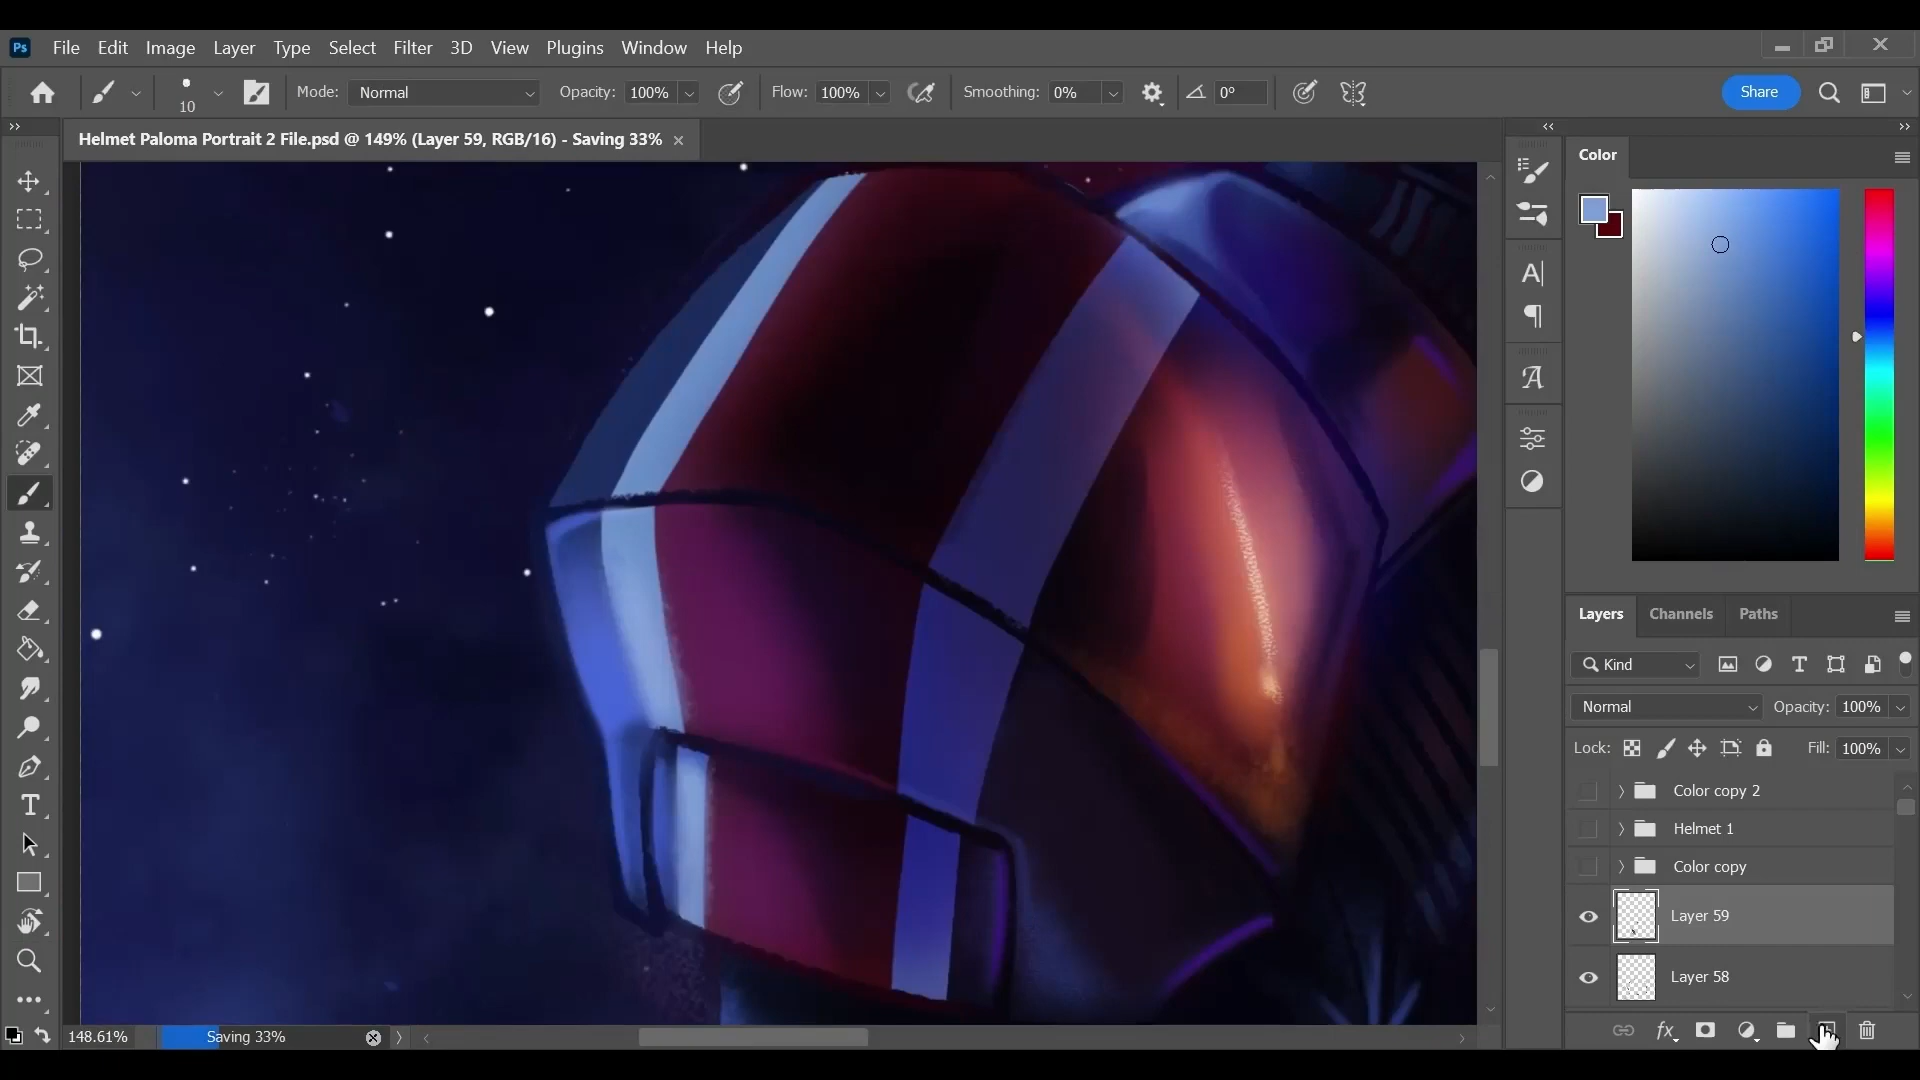 Ps File Edit Image Layer Type Select Filter 3D View Plugins Window Help
10 Mode: Normal Opacity: 100% Flow: 100% Smoothing: 0% 0° Share
Helmet Paloma Portrait 2 File.psd @ 149% (Layer 59, RGB/16) - Saving 33% ×
Color
Layers Channels Paths
Kind
Normal Opacity: 100%
Lock: Fill: 100%
Color copy 2
Helmet 1
Color copy
Layer 59
Layer 58
148.61% Saving 33%
fx